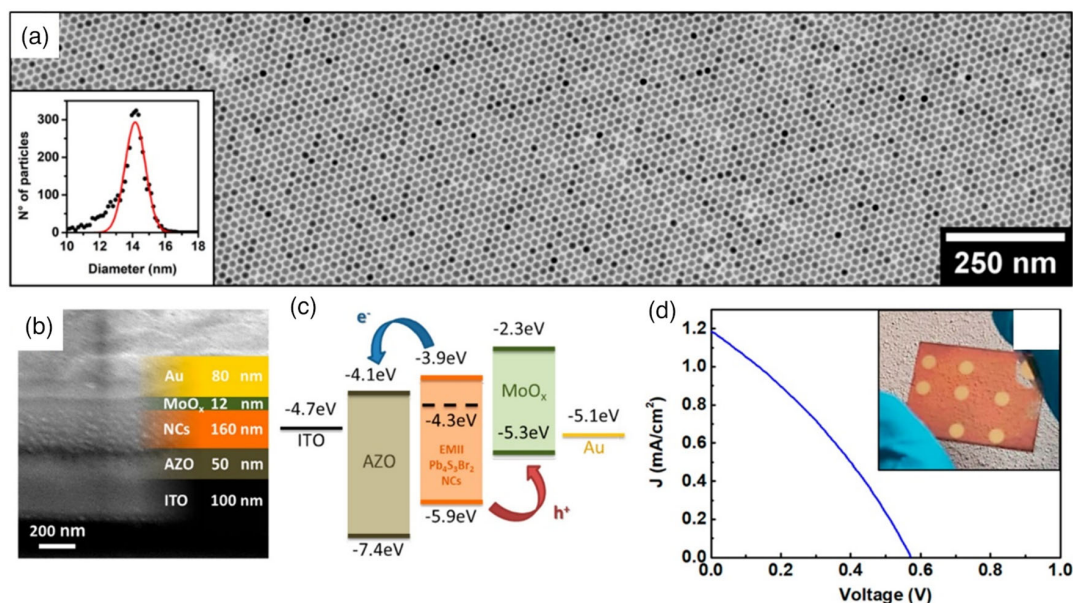 (a)
N° of particles
300
200
100
0
10 12 14 16 18
Diameter (nm)
250 nm
(b)
Au 80 nm
MoOₓ 12 nm
NCs 160 nm
AZO 50 nm
ITO 100 nm
200 nm
(c)
e⁻
-4.7eV
ITO
-4.1eV
AZO
-7.4eV
-3.9eV
-4.3eV
EMII
Pb₄S₃Br₂
NCs
-5.9eV
-2.3eV
MoOₓ
-5.3eV
h⁺
-5.1eV
Au
(d)
J (mA/cm²)
1.2
1.0
0.8
0.6
0.4
0.2
0.0
0.0 0.2 0.4 0.6 0.8 1.0
Voltage (V)